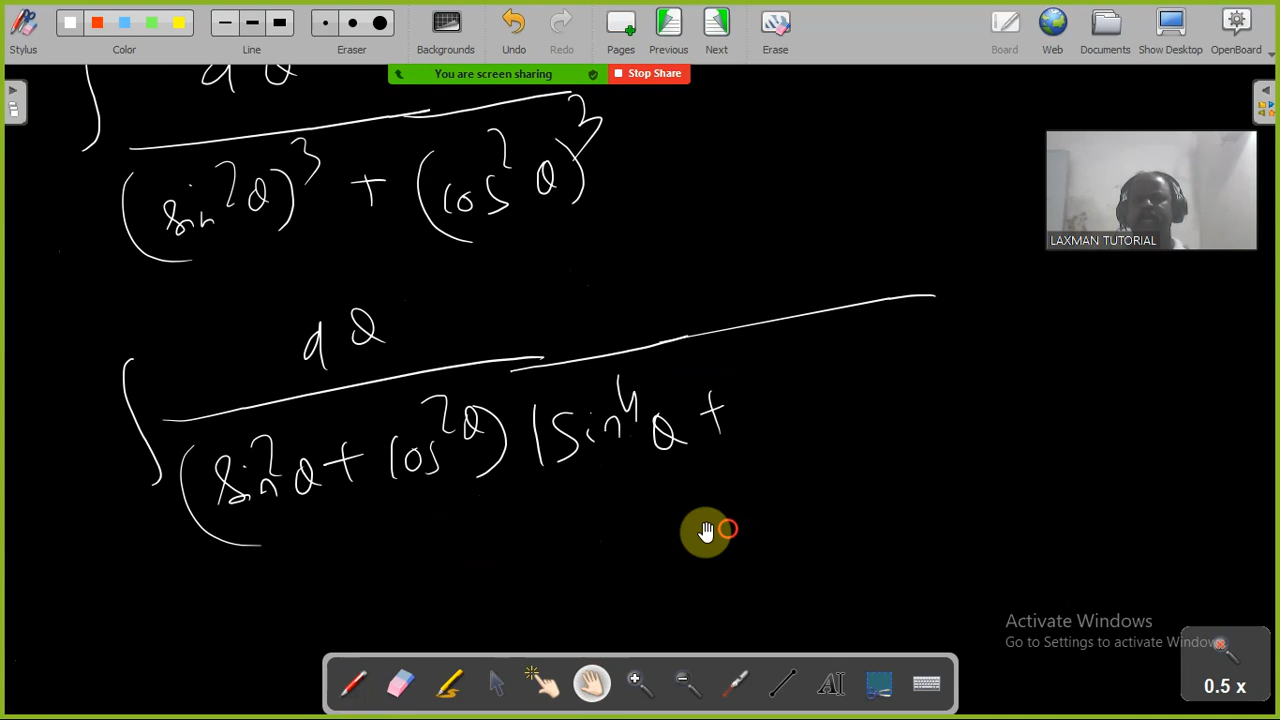 Stylus Color Line Eraser Backgrounds Undo Redo Pages Previous Next Erase Board Web Documents Show Desktop OpenBoard
You are screen sharing Stop Share
∫ dθ
(sin²θ)³ + (cos²θ)³
LAXMAN TUTORIAL
∫ dθ
(sin²θ + cos²θ) (sin⁴θ +
Activate Windows
Go to Settings to activate Windows
AI
0.5 x